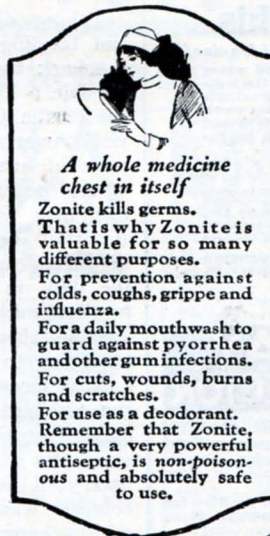 A whole medicine
chest in itself
Zonite kills germs.
That is why Zonite is
valuable for so many
different purposes.
For prevention against
colds, coughs, grippe and
influenza.
For a daily mouthwash to
guard against pyorrhea
and other gum infections.
For cuts, wounds, burns
and scratches.
For use as a deodorant.
Remember that Zonite,
though a very powerful
antiseptic, is non-poison-
ous and absolutely safe
to use.